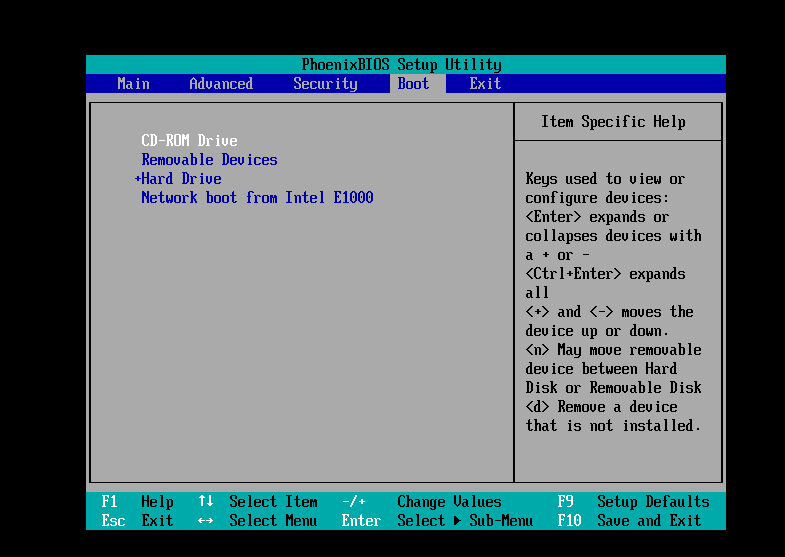 PhoenixBIOS Setup Utility
Main Advanced Security Boot Exit
CD-ROM Drive
Removable Devices
+Hard Drive
Network boot from Intel E1000
Item Specific Help
Keys used to view or
configure devices:
<Enter> expands or
collapses devices with
a + or -
<Ctrl+Enter> expands
all
<+> and <-> moves the
device up or down.
<n> May move removable
device between Hard
Disk or Removable Disk
<d> Remove a device
that is not installed.
F1 Help ↑↓ Select Item -/+ Change Values F9 Setup Defaults
Esc Exit ↔ Select Menu Enter Select ▶ Sub-Menu F10 Save and Exit